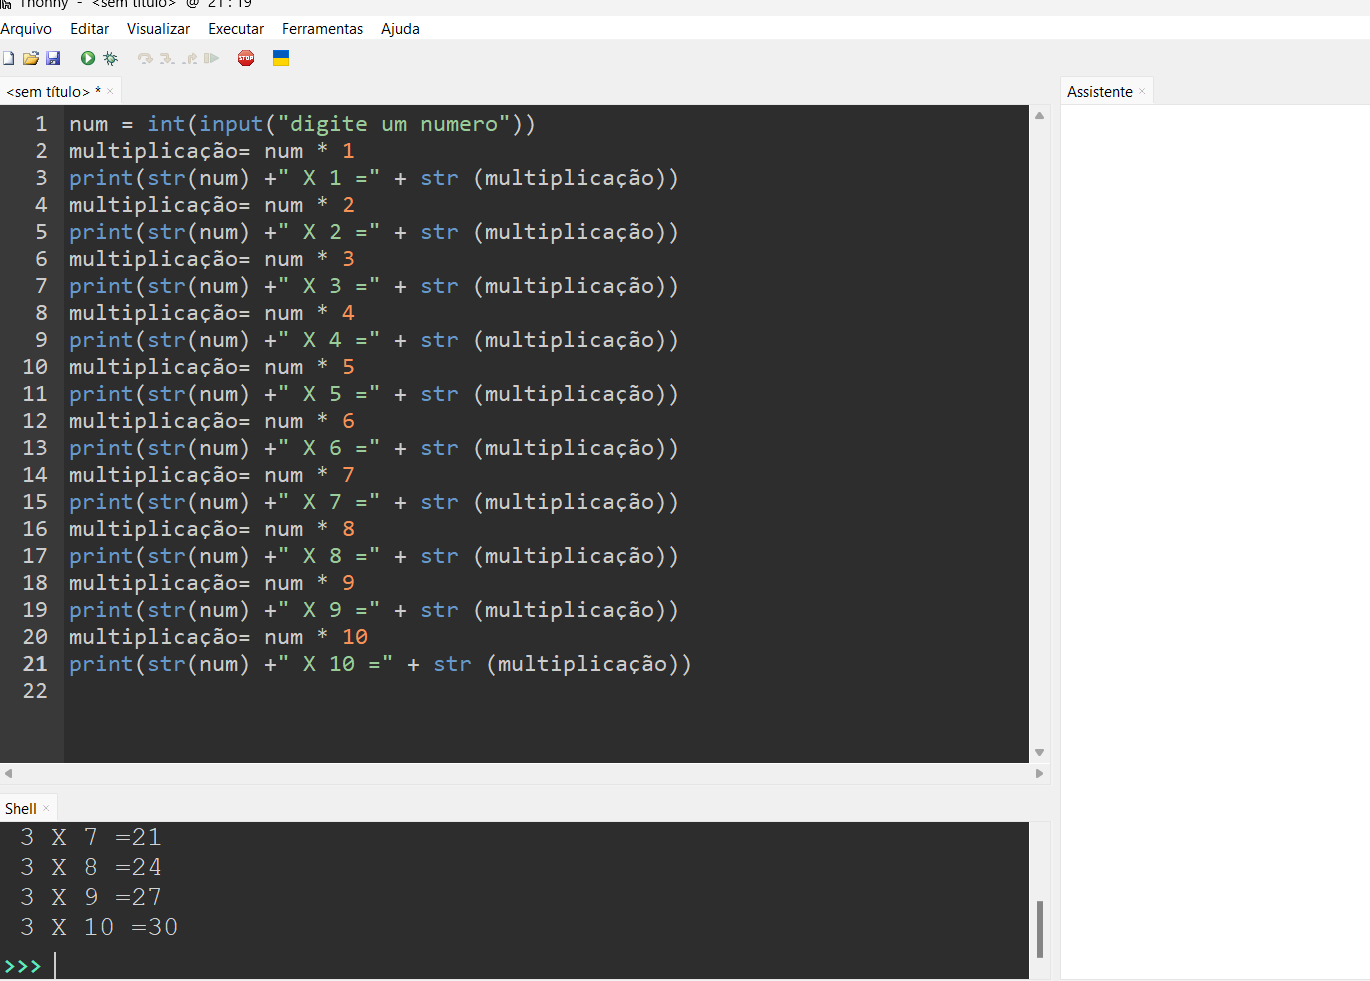 Thonny - <sem título> @ 21:19
Arquivo Editar Visualizar Executar Ferramentas Ajuda
STOP
<sem título> *
Assistente
1 num = int(input("digite um numero"))
2 multiplicação= num * 1
3 print(str(num) +" X 1 =" + str (multiplicação))
4 multiplicação= num * 2
5 print(str(num) +" X 2 =" + str (multiplicação))
6 multiplicação= num * 3
7 print(str(num) +" X 3 =" + str (multiplicação))
8 multiplicação= num * 4
9 print(str(num) +" X 4 =" + str (multiplicação))
10 multiplicação= num * 5
11 print(str(num) +" X 5 =" + str (multiplicação))
12 multiplicação= num * 6
13 print(str(num) +" X 6 =" + str (multiplicação))
14 multiplicação= num * 7
15 print(str(num) +" X 7 =" + str (multiplicação))
16 multiplicação= num * 8
17 print(str(num) +" X 8 =" + str (multiplicação))
18 multiplicação= num * 9
19 print(str(num) +" X 9 =" + str (multiplicação))
20 multiplicação= num * 10
21 print(str(num) +" X 10 =" + str (multiplicação))
22
Shell
3 X 7 =21
3 X 8 =24
3 X 9 =27
3 X 10 =30
>>>